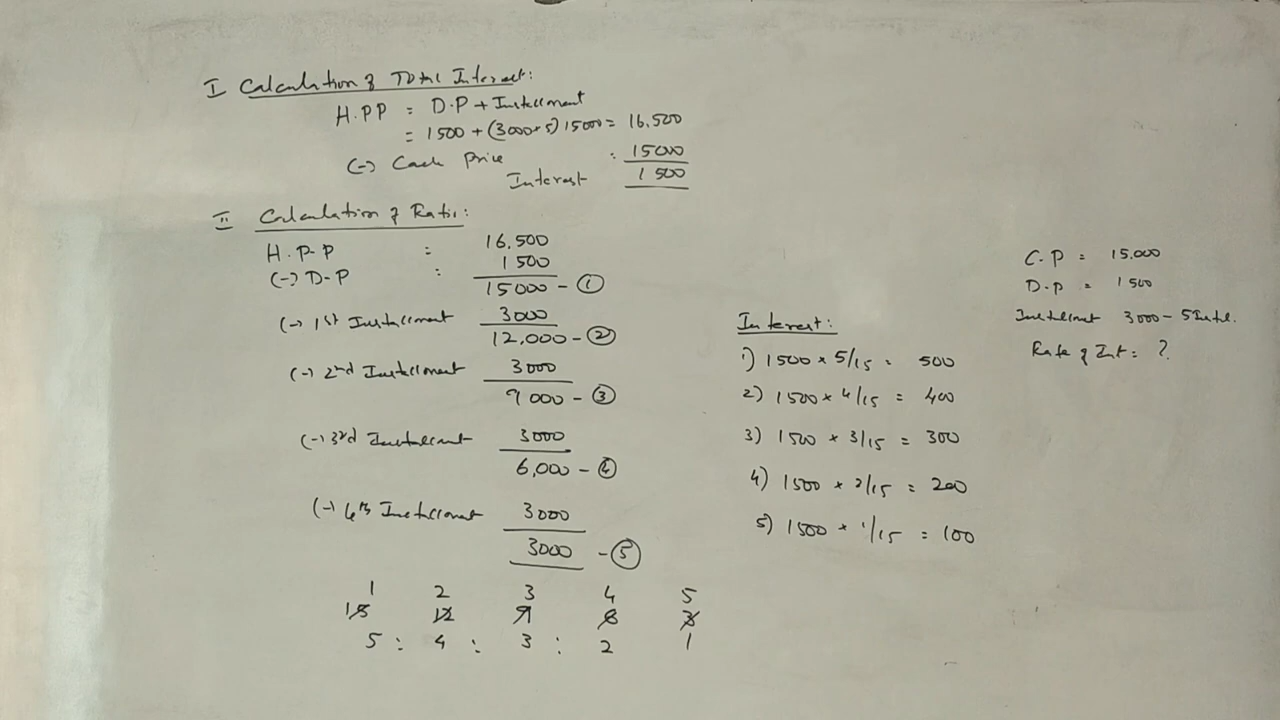 I Calculation of Total Interest:
H.PP = D.P + Installment
= 1500 + (3000×5) 15000 = 16,500
(-) Cash Price : 15000
Interest 1500
II Calculation of Ratio:
H.P.P : 16,500
(-) D-P : 1500
15000 - ①
(-) 1st Installment 3000
12,000 - ②
(-) 2nd Installment 3000
9000 - ③
(-) 3rd Installment 3000
6,000 - ④
(-) 4th Installment 3000
3000 - ⑤
1 2 3 4 5
15 12 9 6 3
5 : 4 : 3 : 2 1
Interest:
1) 1500 × 5/15 = 500
2) 1500 × 4/15 = 400
3) 1500 × 3/15 = 300
4) 1500 × 2/15 = 200
5) 1500 × 1/15 = 100
C.P = 15,000
D.P = 1500
Installment 3000 - 5 Instl.
Rate of Int = ?